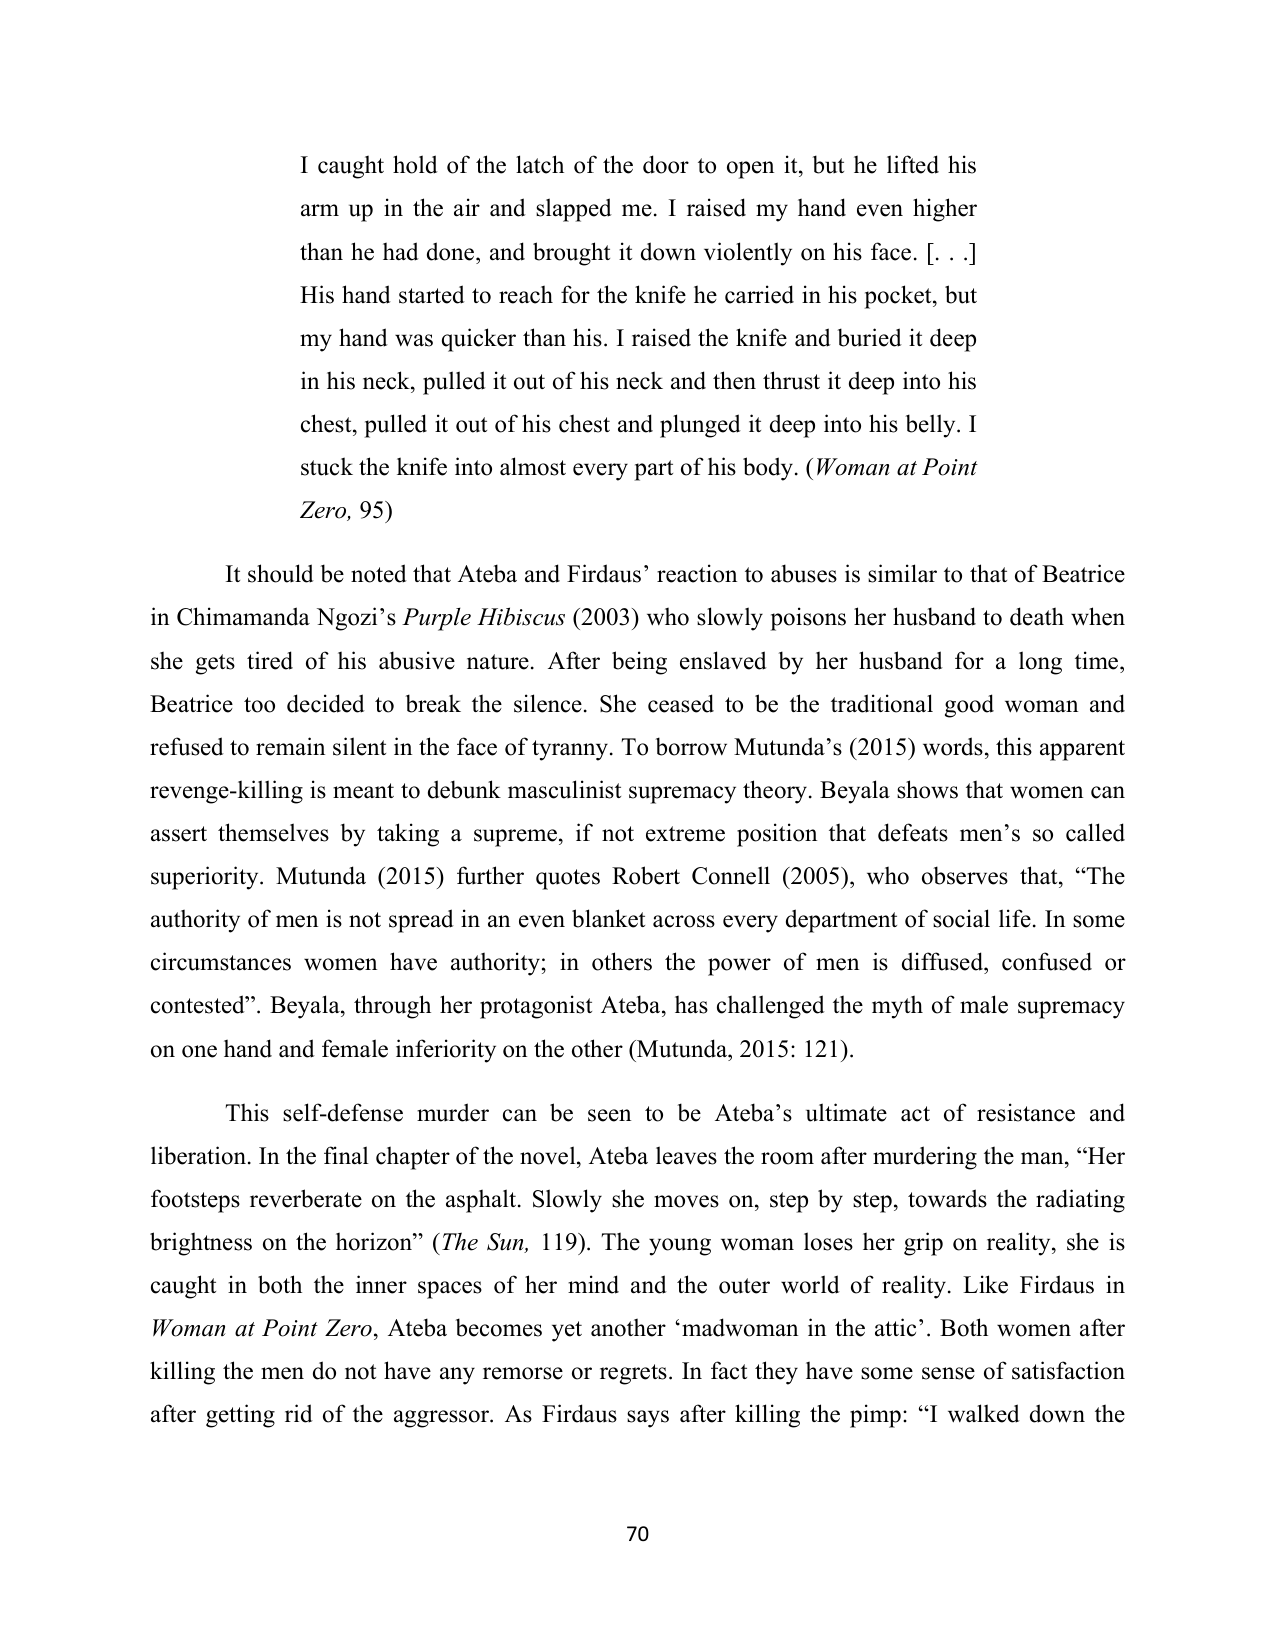 I caught hold of the latch of the door to open it, but he lifted his
arm up in the air and slapped me. I raised my hand even higher
than he had done, and brought it down violently on his face. [. . .]
His hand started to reach for the knife he carried in his pocket, but
my hand was quicker than his. I raised the knife and buried it deep
in his neck, pulled it out of his neck and then thrust it deep into his
chest, pulled it out of his chest and plunged it deep into his belly. I
stuck the knife into almost every part of his body. (Woman at Point
Zero, 95)
It should be noted that Ateba and Firdaus’ reaction to abuses is similar to that of Beatrice
in Chimamanda Ngozi’s Purple Hibiscus (2003) who slowly poisons her husband to death when
she gets tired of his abusive nature. After being enslaved by her husband for a long time,
Beatrice too decided to break the silence. She ceased to be the traditional good woman and
refused to remain silent in the face of tyranny. To borrow Mutunda’s (2015) words, this apparent
revenge-killing is meant to debunk masculinist supremacy theory. Beyala shows that women can
assert themselves by taking a supreme, if not extreme position that defeats men’s so called
superiority. Mutunda (2015) further quotes Robert Connell (2005), who observes that, “The
authority of men is not spread in an even blanket across every department of social life. In some
circumstances women have authority; in others the power of men is diffused, confused or
contested”. Beyala, through her protagonist Ateba, has challenged the myth of male supremacy
on one hand and female inferiority on the other (Mutunda, 2015: 121).
This self-defense murder can be seen to be Ateba’s ultimate act of resistance and
liberation. In the final chapter of the novel, Ateba leaves the room after murdering the man, “Her
footsteps reverberate on the asphalt. Slowly she moves on, step by step, towards the radiating
brightness on the horizon” (The Sun, 119). The young woman loses her grip on reality, she is
caught in both the inner spaces of her mind and the outer world of reality. Like Firdaus in
Woman at Point Zero, Ateba becomes yet another ‘madwoman in the attic’. Both women after
killing the men do not have any remorse or regrets. In fact they have some sense of satisfaction
after getting rid of the aggressor. As Firdaus says after killing the pimp: “I walked down the
70